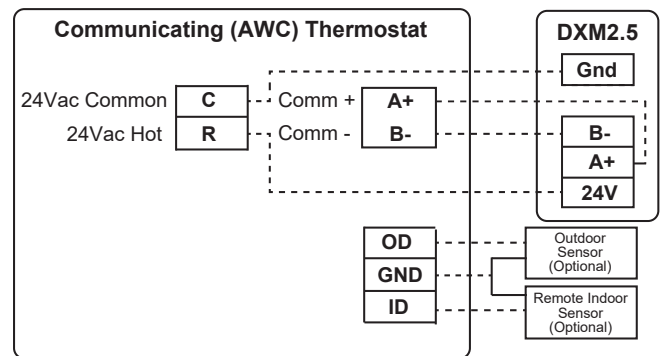 Communicating (AWC) Thermostat
DXM2.5
Gnd
24Vac Common
C
Comm +
A+
24Vac Hot
R
Comm -
B-
B-
A+
24V
OD
GND
ID
Outdoor
Sensor
(Optional)
Remote Indoor
Sensor
(Optional)